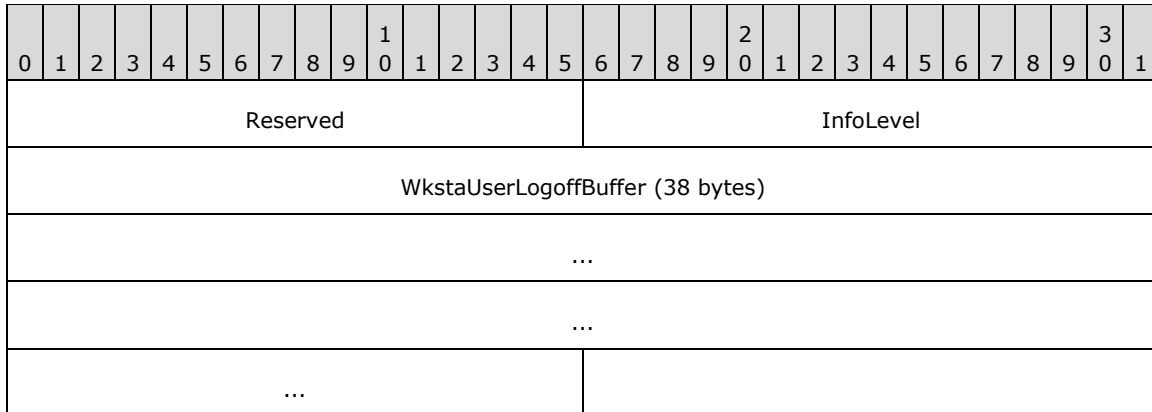 0 1 2 3 4 5 6 7 8 9 1 0 1 2 3 4 5 6 7 8 9 2 0 1 2 3 4 5 6 7 8 9 3 0 1
Reserved InfoLevel
WkstaUserLogoffBuffer (38 bytes)
...
...
...